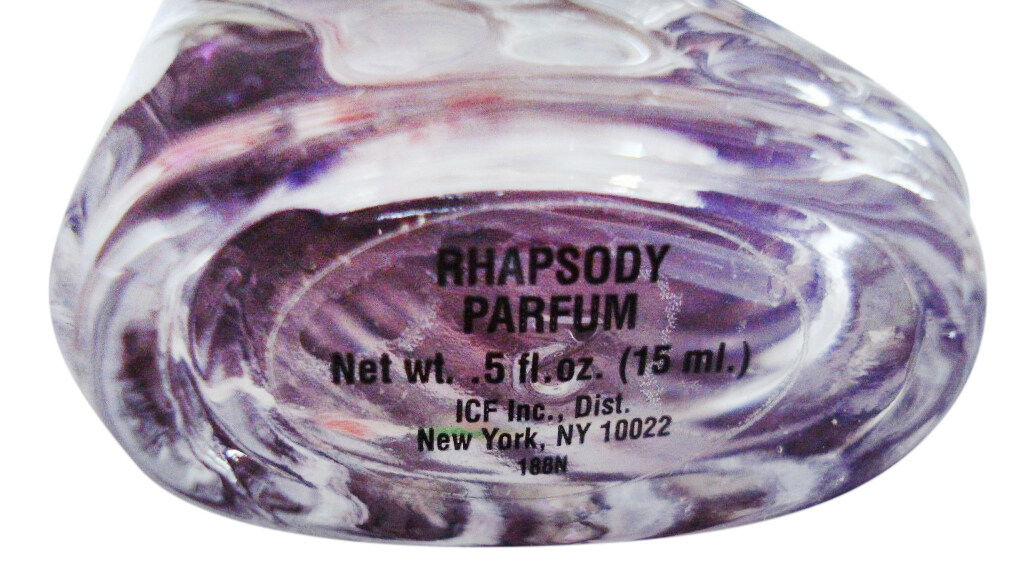 RHAPSODY
PARFUM
Net wt. .5 fl.oz. (15 ml.)
ICF Inc., Dist.
New York, NY 10022
188N